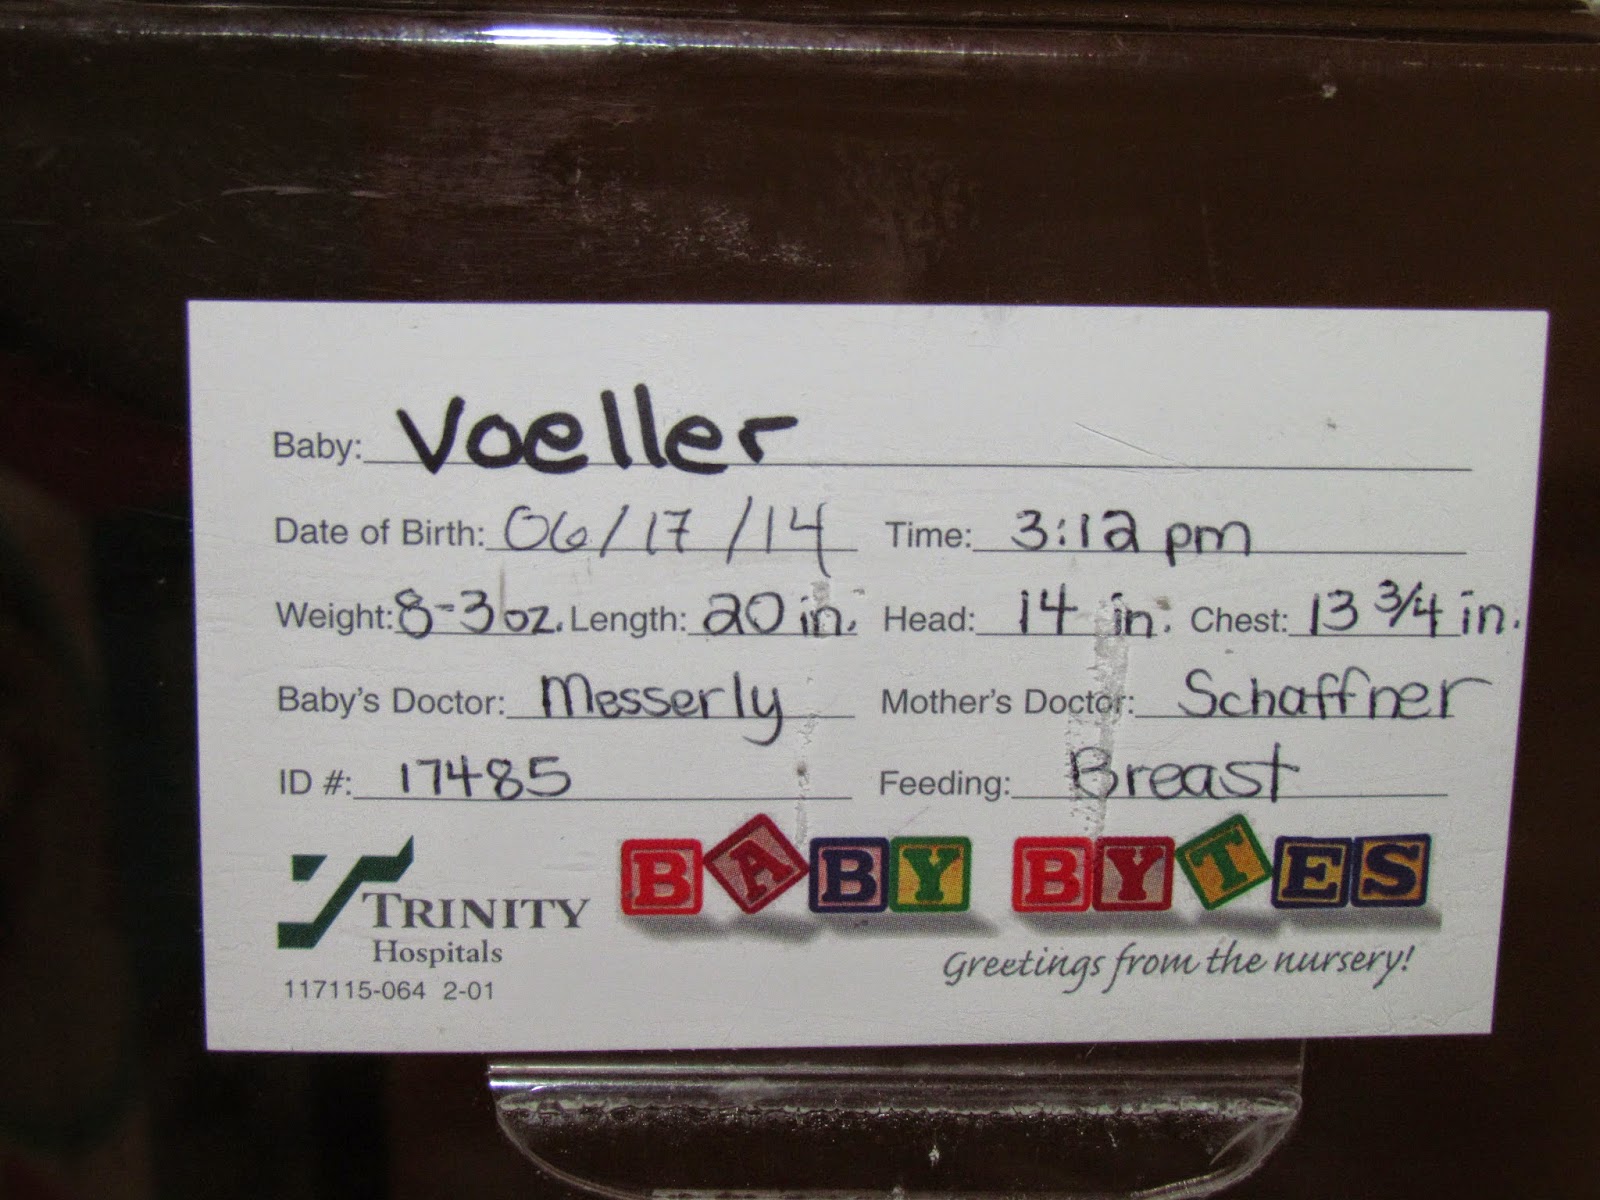 Baby: Voeller
Date of Birth: 06/17/14 Time: 3:12 pm
Weight: 8-3oz. Length: 20 in. Head: 14 in. Chest: 13 3/4 in.
Baby's Doctor: Messerly Mother's Doctor: Schaffner
ID #: 17485 Feeding: Breast
BABY BYTES
TRINITY
Hospitals
Greetings from the nursery!
117115-064 2-01